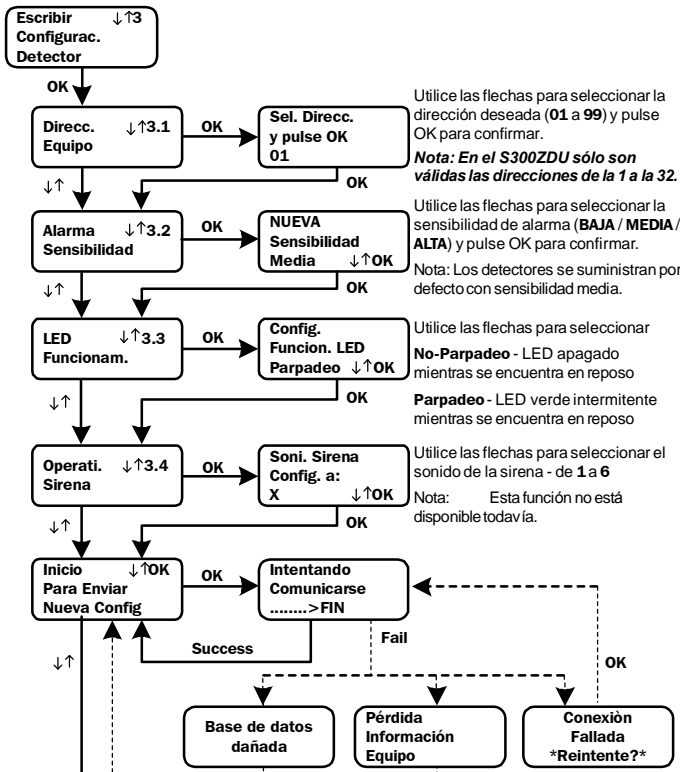 Escribir ↓↑3
Configurac.
Detector
OK
Direcc. ↓↑3.1
Equipo
OK
Sel. Direcc.
y pulse OK
01
Utilice las flechas para seleccionar la
dirección deseada (01 a 99) y pulse
OK para confirmar.
Nota: En el S300ZDU sólo son
válidas las direcciones de la 1 a la 32.
↓↑
OK
Alarma ↓↑3.2
Sensibilidad
OK
NUEVA
Sensibilidad
Media ↓↑OK
Utilice las flechas para seleccionar la
sensibilidad de alarma (BAJA / MEDIA /
ALTA) y pulse OK para confirmar.
Nota: Los detectores se suministran por
defecto con sensibilidad media.
↓↑
OK
LED ↓↑3.3
Funcionam.
OK
Config.
Funcion. LED
Parpadeo ↓↑OK
Utilice las flechas para seleccionar
No-Parpadeo - LED apagado
mientras se encuentra en reposo
Parpadeo - LED verde intermitente
mientras se encuentra en reposo
↓↑
OK
Operati. ↓↑3.4
Sirena
OK
Soni. Sirena
Config. a:
X ↓↑OK
Utilice las flechas para seleccionar el
sonido de la sirena - de 1 a 6
Nota: Esta función no está
disponible todavía.
↓↑
OK
Inicio ↓↑OK
Para Enviar
Nueva Config
OK
Intentando
Comunicarse
........>FIN
Success
Fail
OK
↓↑
Base de datos
dañada
Pérdida
Información
Equipo
Conexiòn
Fallada
*Reintente?*